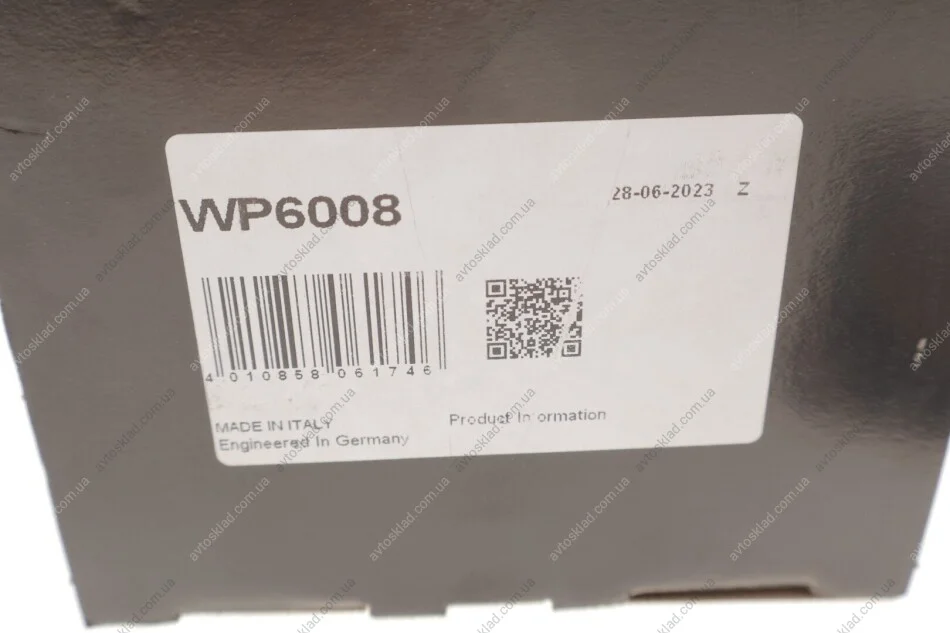 WP6008
28-06-2023 Z
4 010858 061746
MADE IN ITALY
Engineered in Germany
Product Information
avtosklad.com.ua